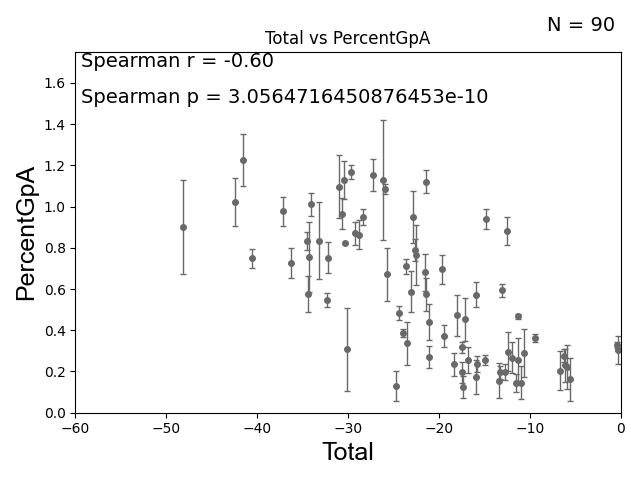 N = 90
Total vs PercentGpA
Spearman r = -0.60
Spearman p = 3.0564716450876453e-10
PercentGpA
1.6
1.4
1.2
1.0
0.8
0.6
0.4
0.2
0.0
−60 −50 −40 −30 −20 −10 0
Total